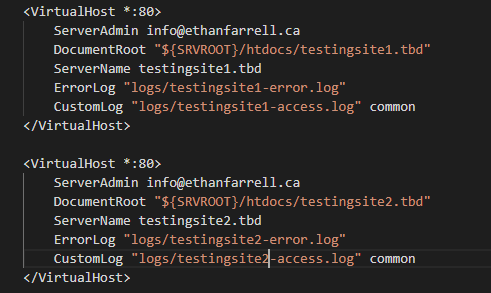 <VirtualHost *:80>
ServerAdmin info@ethanfarrell.ca
DocumentRoot "${SRVROOT}/htdocs/testingsite1.tbd"
ServerName testingsite1.tbd
ErrorLog "logs/testingsite1-error.log"
CustomLog "logs/testingsite1-access.log" common
</VirtualHost>
<VirtualHost *:80>
ServerAdmin info@ethanfarrell.ca
DocumentRoot "${SRVROOT}/htdocs/testingsite2.tbd"
ServerName testingsite2.tbd
ErrorLog "logs/testingsite2-error.log"
CustomLog "logs/testingsite2-access.log" common
</VirtualHost>